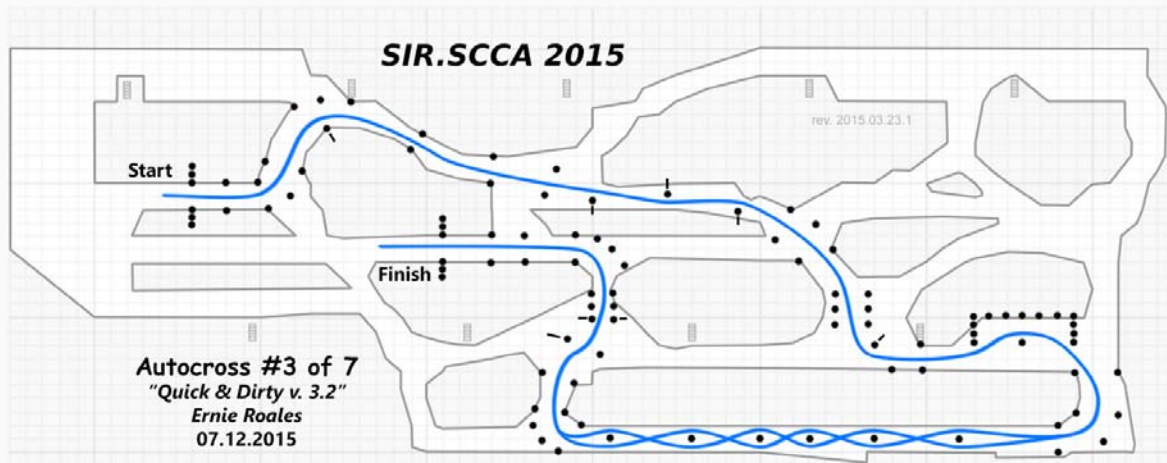 SIR.SCCA 2015
rev. 2015.03.23.1
Start
Finish
Autocross #3 of 7
"Quick & Dirty v. 3.2"
Ernie Roales
07.12.2015